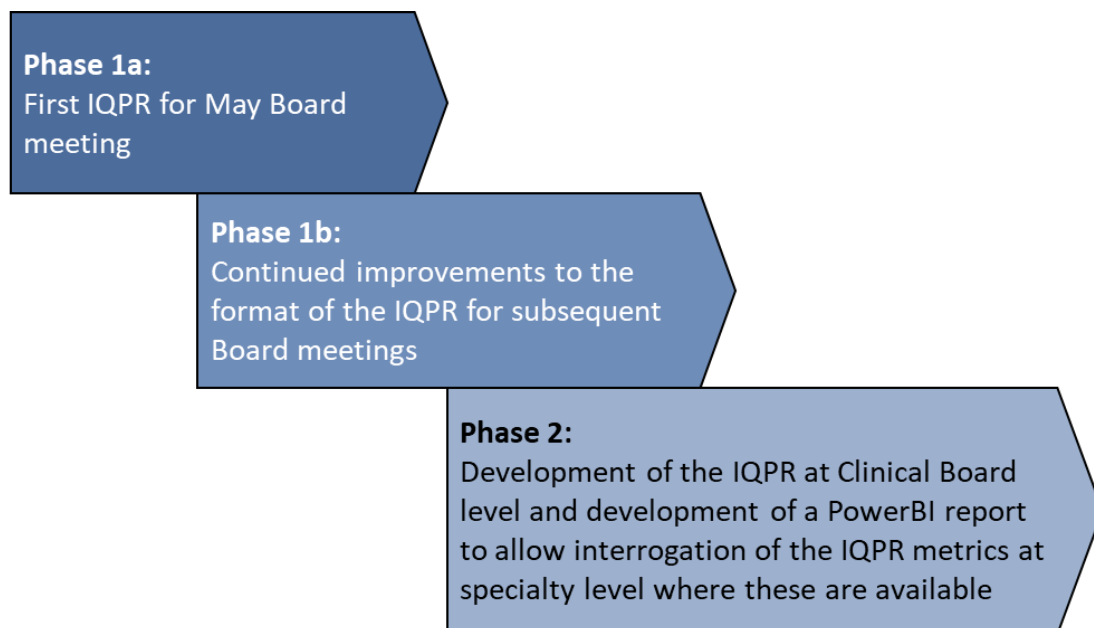 Phase 1a:
First IQPR for May Board
meeting
Phase 1b:
Continued improvements to the
format of the IQPR for subsequent
Board meetings
Phase 2:
Development of the IQPR at Clinical Board
level and development of a PowerBI report
to allow interrogation of the IQPR metrics at
specialty level where these are available